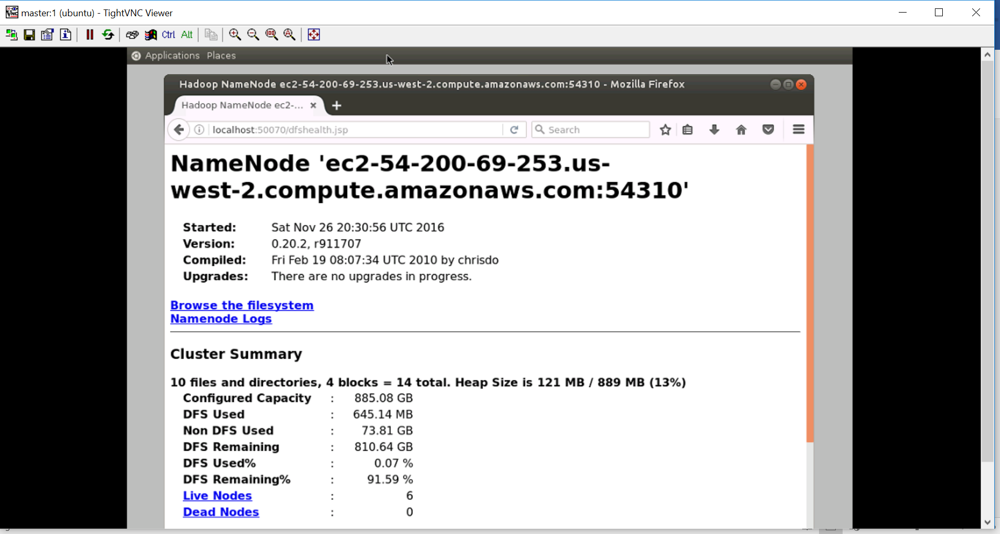 master:1 (ubuntu) - TightVNC Viewer
Ctrl Alt
Applications Places
Hadoop NameNode ec2-54-200-69-253.us-west-2.compute.amazonaws.com:54310 - Mozilla Firefox
Hadoop NameNode ec2-...
localhost:50070/dfshealth.jsp
Search
NameNode 'ec2-54-200-69-253.us-
west-2.compute.amazonaws.com:54310'
Started: Sat Nov 26 20:30:56 UTC 2016
Version: 0.20.2, r911707
Compiled: Fri Feb 19 08:07:34 UTC 2010 by chrisdo
Upgrades: There are no upgrades in progress.
Browse the filesystem
Namenode Logs
Cluster Summary
10 files and directories, 4 blocks = 14 total. Heap Size is 121 MB / 889 MB (13%)
Configured Capacity : 885.08 GB
DFS Used : 645.14 MB
Non DFS Used : 73.81 GB
DFS Remaining : 810.64 GB
DFS Used% : 0.07 %
DFS Remaining% : 91.59 %
Live Nodes : 6
Dead Nodes : 0